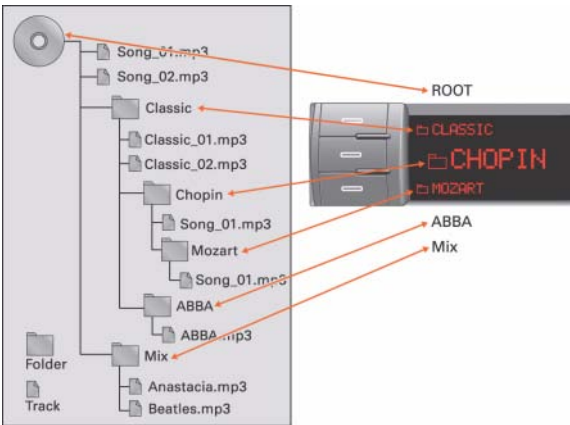 Song_01.mp3
Song_02.mp3
Classic
Classic_01.mp3
Classic_02.mp3
Chopin
Song_01.mp3
Mozart
Song_01.mp3
ABBA
ABBA.mp3
Mix
Anastacia.mp3
Beatles.mp3
Folder
Track
ROOT
CLASSIC
CHOPIN
MOZART
ABBA
Mix